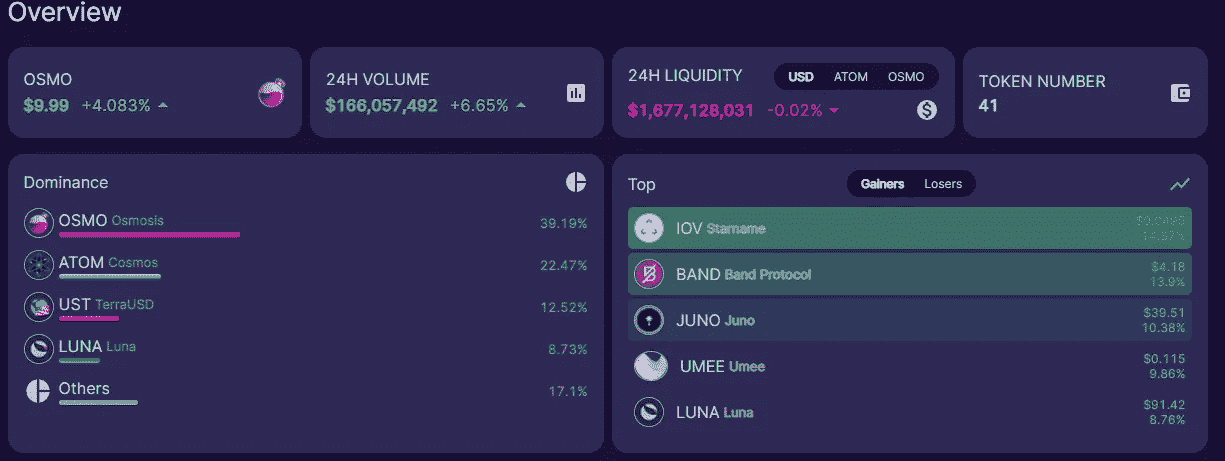 Overview
OSMO
$9.99 +4.083%
24H VOLUME
$166,057,492 +6.65%
24H LIQUIDITY USD ATOM OSMO
$1,677,128,031 -0.02%
TOKEN NUMBER
41
Dominance
OSMO Osmosis 39.19%
ATOM Cosmos 22.47%
UST TerraUSD 12.52%
LUNA Luna 8.73%
Others 17.1%
Top Gainers Losers
IOV Starname
BAND Band Protocol $4.18
13.9%
JUNO Juno $39.51
10.38%
UMEE Umee $0.115
9.86%
LUNA Luna $91.42
8.76%